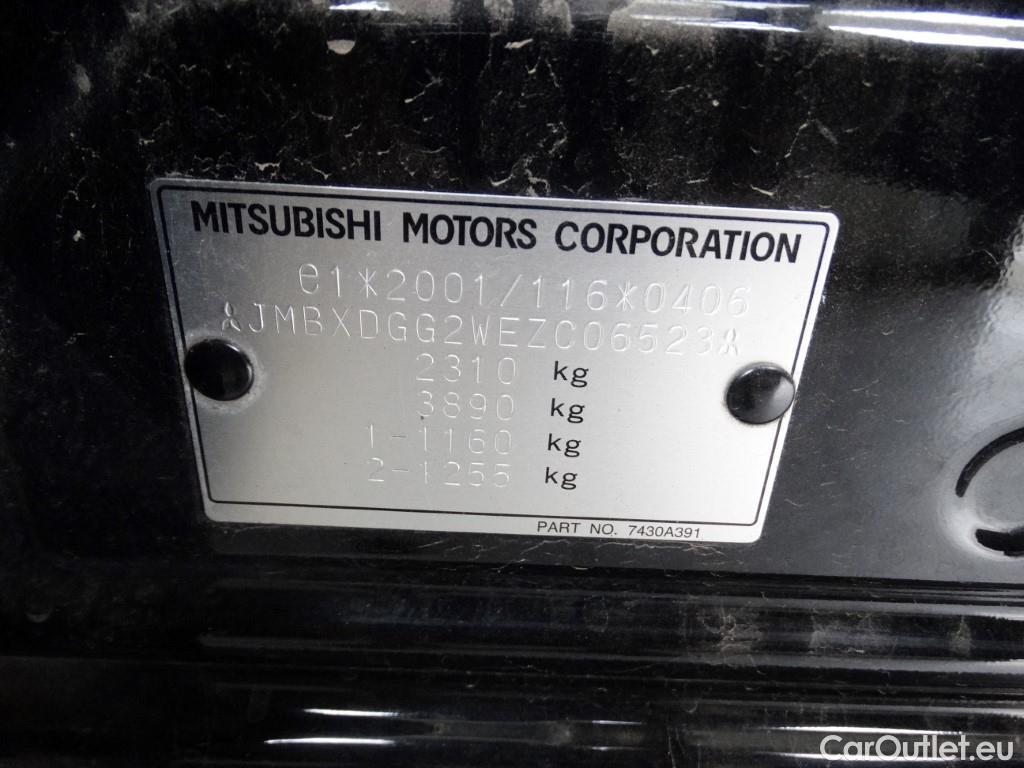 MITSUBISHI MOTORS CORPORATION
e1*2001/116*0406
JMBXDGG2WEZC06523
2310 kg
3890 kg
1-1160 kg
2-1255 kg
PART NO. 7430A391
CarOutlet.eu